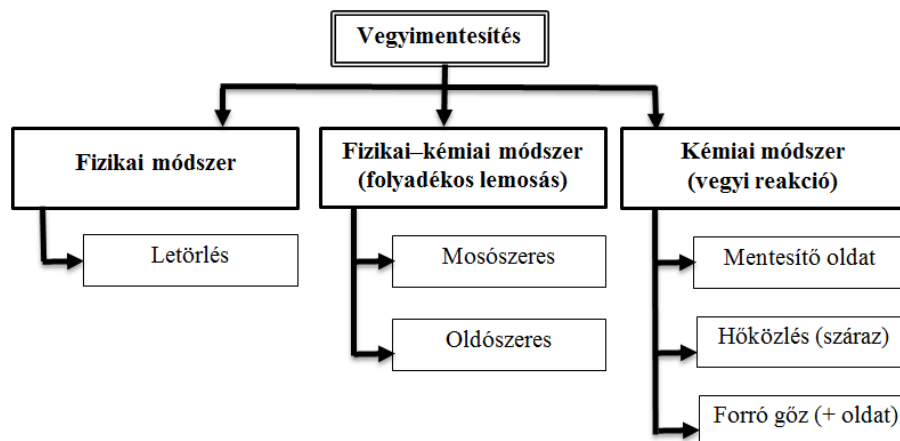 Vegyimentesítés
Fizikai módszer
Letörlés
Fizikai–kémiai módszer
(folyadékos lemosás)
Mosószeres
Oldószeres
Kémiai módszer
(vegyi reakció)
Mentesítő oldat
Hőközlés (száraz)
Forró gőz (+ oldat)